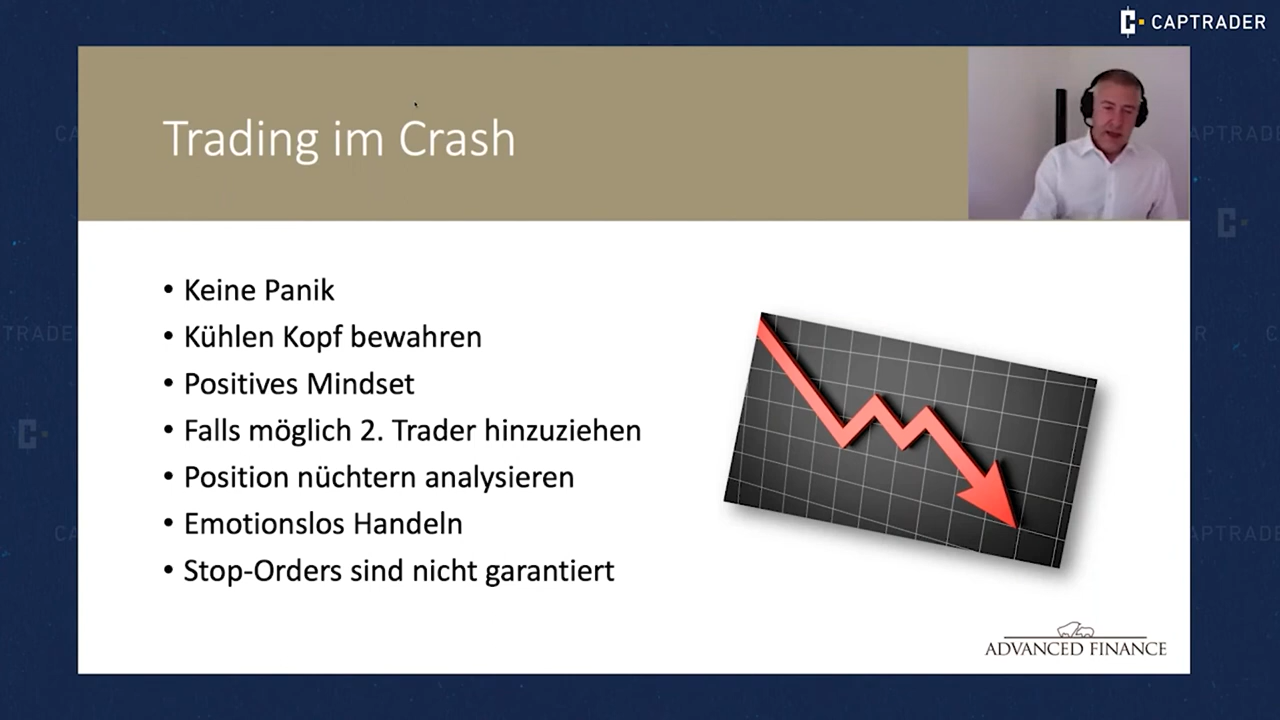 CAPTRADER
Trading im Crash
• Keine Panik
• Kühlen Kopf bewahren
• Positives Mindset
• Falls möglich 2. Trader hinzuziehen
• Position nüchtern analysieren
• Emotionslos Handeln
• Stop-Orders sind nicht garantiert
ADVANCED FINANCE